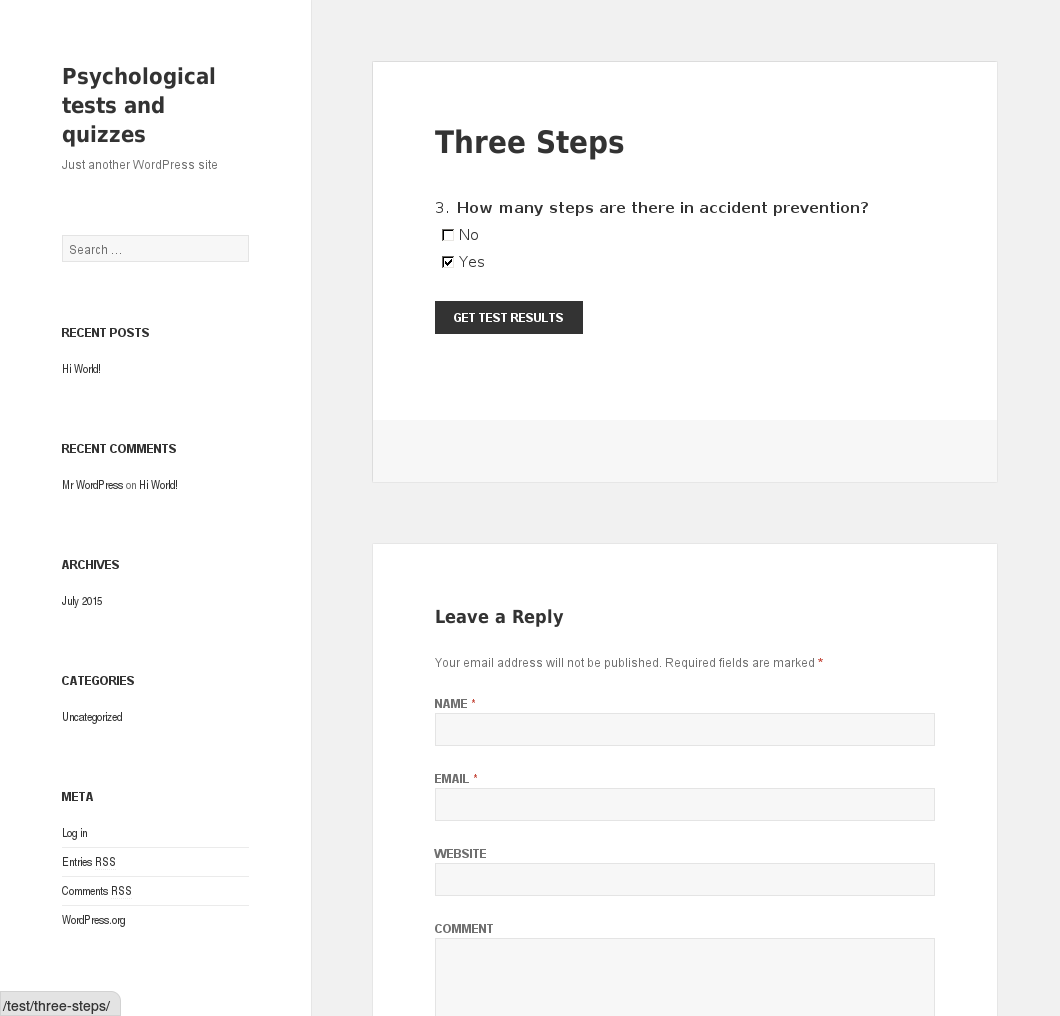 Psychological
tests and
quizzes
Just another WordPress site
Search ...
RECENT POSTS
Hi World!
RECENT COMMENTS
Mr WordPress on Hi World!
ARCHIVES
July 2015
CATEGORIES
Uncategorized
META
Log in
Entries RSS
Comments RSS
WordPress.org
Three Steps
3. How many steps are there in accident prevention?
No
Yes
GET TEST RESULTS
Leave a Reply
Your email address will not be published. Required fields are marked *
NAME *
EMAIL *
WEBSITE
COMMENT
/test/three-steps/